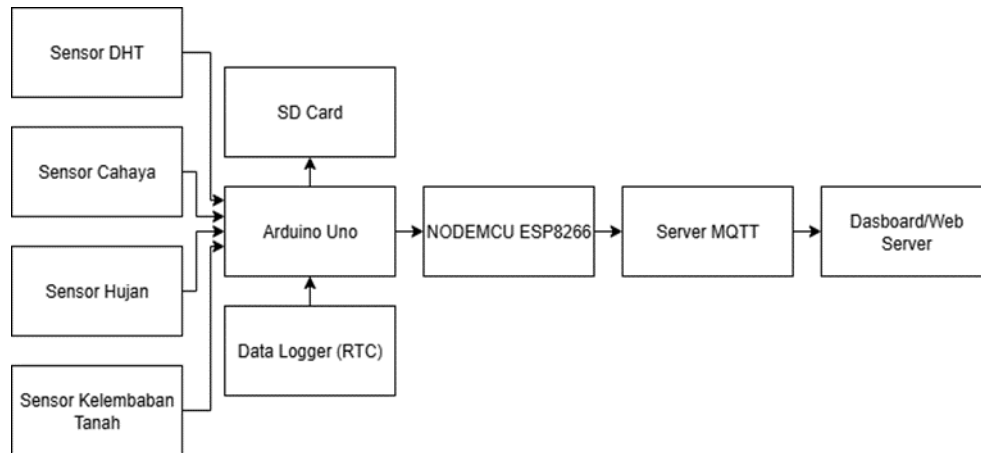 Sensor DHT
SD Card
Sensor Cahaya
Arduino Uno
NODEMCU ESP8266
Server MQTT
Dasboard/Web
Server
Sensor Hujan
Data Logger (RTC)
Sensor Kelembaban
Tanah